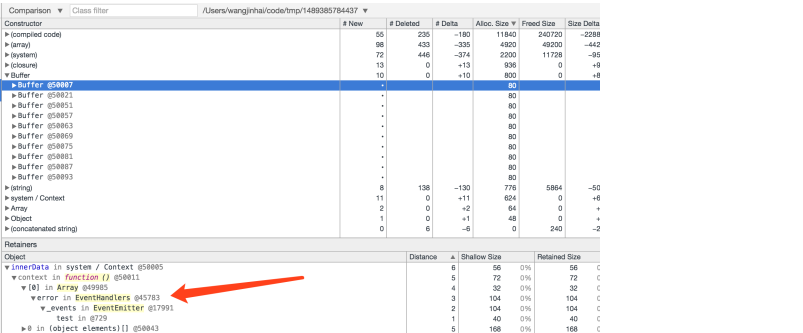 Comparison ▼ Class filter /Users/wangjinhai/code/tmp/1489385784437 ▼
Constructor # New # Deleted # Delta Alloc. Size ▼ Freed Size Size Delta
▶(compiled code) 55 235 −180 11840 240720 −2288
▶(array) 98 433 −335 4920 49200 −442
▶(system) 72 446 −374 2200 11728 −95
▶(closure) 13 0 +13 936 0 +9
▼Buffer 10 0 +10 800 0 +8
▶Buffer @50007 • 80
▶Buffer @50021 • 80
▶Buffer @50051 • 80
▶Buffer @50057 • 80
▶Buffer @50063 • 80
▶Buffer @50069 • 80
▶Buffer @50075 • 80
▶Buffer @50081 • 80
▶Buffer @50087 • 80
▶Buffer @50093 • 80
▶(string) 8 138 −130 776 5864 −50
▶system / Context 11 0 +11 624 0 +6
▶Array 2 0 +2 64 0 +
▶Object 1 0 +1 48 0 +
▶(concatenated string) 0 6 −6 0 240 −2
Retainers
Object Distance ▲ Shallow Size Retained Size
▼innerData in system / Context @50005 6 56 0% 56 0
▼context in function () @50011 5 72 0% 72 0
▼[0] in Array @49985 4 32 0% 32 0
▼error in EventHandlers @45783 3 104 0% 104 0
▼_events in EventEmitter @17991 2 104 0% 104 0
test in @729 1 40 0% 40 0
▶0 in (object elements)[] @50043 5 168 0% 168 0